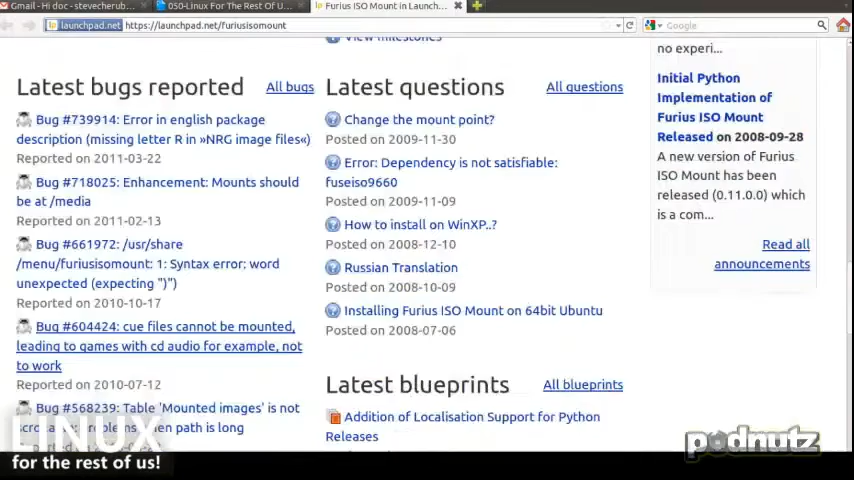 Gmail - Hi doc - stevecherub...
050-Linux For The Rest Of U...
Furius ISO Mount in Launch...
launchpad.net
https://launchpad.net/furiusisomount
Google
View milestones
Latest bugs reported
All bugs
Bug #739914: Error in english package
description (missing letter R in »NRG image files«)
Reported on 2011-03-22
Bug #718025: Enhancement: Mounts should
be at /media
Reported on 2011-02-13
Bug #661972: /usr/share
/menu/furiusisomount: 1: Syntax error: word
unexpected (expecting ")")
Reported on 2010-10-17
Bug #604424: cue files cannot be mounted,
leading to games with cd audio for example, not
to work
Reported on 2010-07-12
Bug #568239: Table 'Mounted images' is not
when path is long
Latest questions
All questions
Change the mount point?
Posted on 2009-11-30
Error: Dependency is not satisfiable:
fuseiso9660
Posted on 2009-11-09
How to install on WinXP..?
Posted on 2008-12-10
Russian Translation
Posted on 2008-10-09
Installing Furius ISO Mount on 64bit Ubuntu
Posted on 2008-07-06
Latest blueprints
All blueprints
Addition of Localisation Support for Python
Releases
no experi...
Initial Python
Implementation of
Furius ISO Mount
Released on 2008-09-28
A new version of Furius
ISO Mount has been
released (0.11.0.0) which
is a com...
Read all
announcements
LINUX
for the rest of us!
podnutz